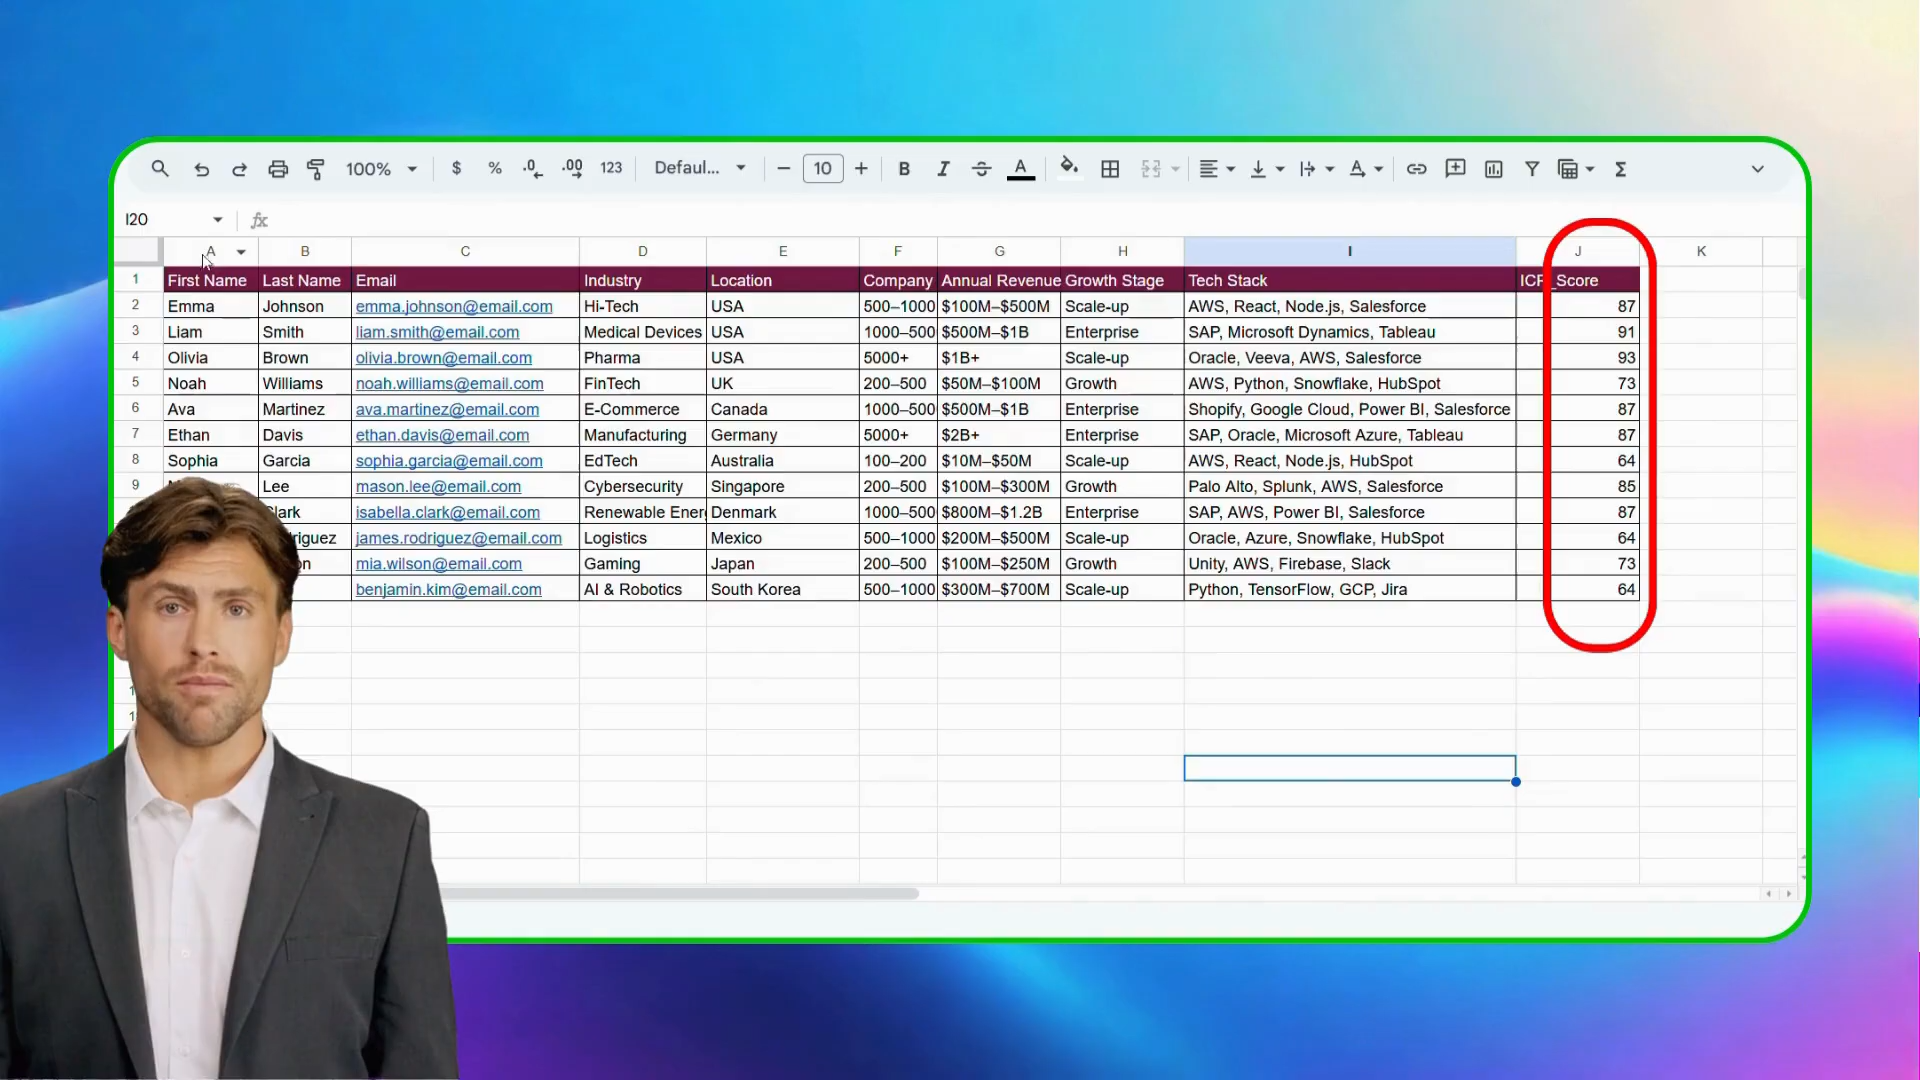 100% $ % .0 .00 123 Defaul... 10 B I A A Σ
I20 fx
A B C D E F G H I J K
1 First Name Last Name Email Industry Location Company Annual Revenue Growth Stage Tech Stack Score
2 Emma Johnson emma.johnson@email.com Hi-Tech USA 500–1000 $100M–$500M Scale-up AWS, React, Node.js, Salesforce 87
3 Liam Smith liam.smith@email.com Medical Devices USA 1000–500 $500M–$1B Enterprise SAP, Microsoft Dynamics, Tableau 91
4 Olivia Brown olivia.brown@email.com Pharma USA 5000+ $1B+ Scale-up Oracle, Veeva, AWS, Salesforce 93
5 Noah Williams noah.williams@email.com FinTech UK 200–500 $50M–$100M Growth AWS, Python, Snowflake, HubSpot 73
6 Ava Martinez ava.martinez@email.com E-Commerce Canada 1000–500 $500M–$1B Enterprise Shopify, Google Cloud, Power BI, Salesforce 87
7 Ethan Davis ethan.davis@email.com Manufacturing Germany 5000+ $2B+ Enterprise SAP, Oracle, Microsoft Azure, Tableau 87
8 Sophia Garcia sophia.garcia@email.com EdTech Australia 100–200 $10M–$50M Scale-up AWS, React, Node.js, HubSpot 64
9 Lee mason.lee@email.com Cybersecurity Singapore 200–500 $100M–$300M Growth Palo Alto, Splunk, AWS, Salesforce 85
Clark isabella.clark@email.com Renewable Ener Denmark 1000–500 $800M–$1.2B Enterprise SAP, AWS, Power BI, Salesforce 87
riguez james.rodriguez@email.com Logistics Mexico 500–1000 $200M–$500M Scale-up Oracle, Azure, Snowflake, HubSpot 64
on mia.wilson@email.com Gaming Japan 200–500 $100M–$250M Growth Unity, AWS, Firebase, Slack 73
benjamin.kim@email.com AI & Robotics South Korea 500–1000 $300M–$700M Scale-up Python, TensorFlow, GCP, Jira 64